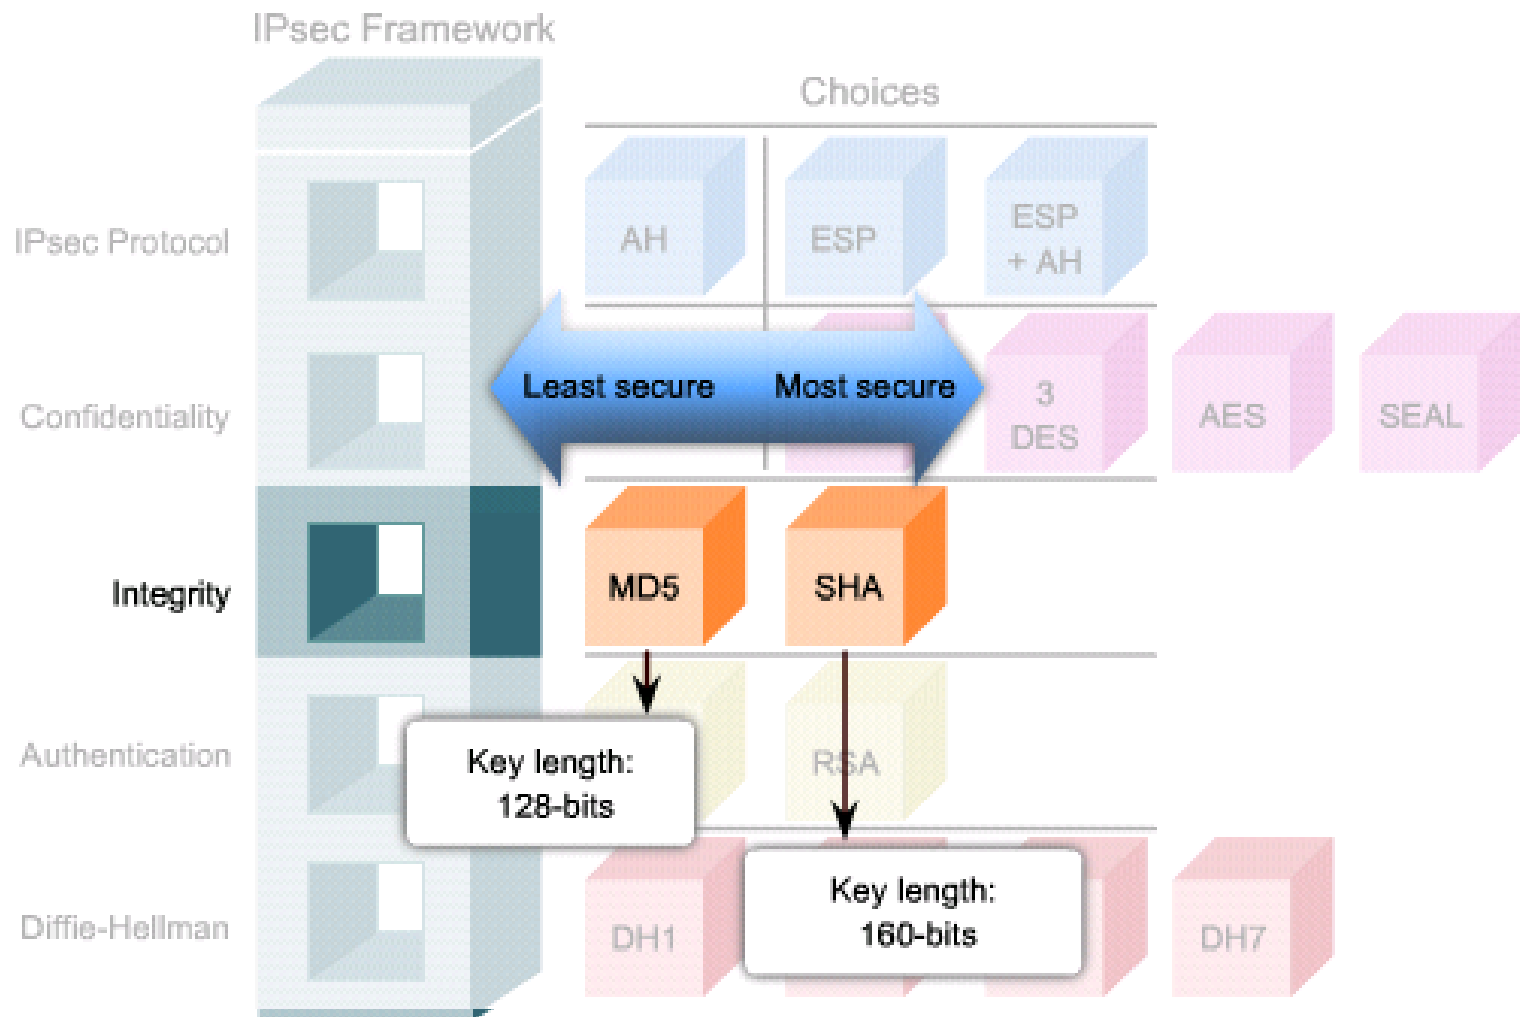 IPsec Framework
Choices
IPsec Protocol
AH
ESP
ESP
+ AH
Least secure
Most secure
Confidentiality
3
DES
AES
SEAL
Integrity
MD5
SHA
Authentication
Key length:
128-bits
RSA
Diffie-Hellman
DH1
Key length:
160-bits
DH7